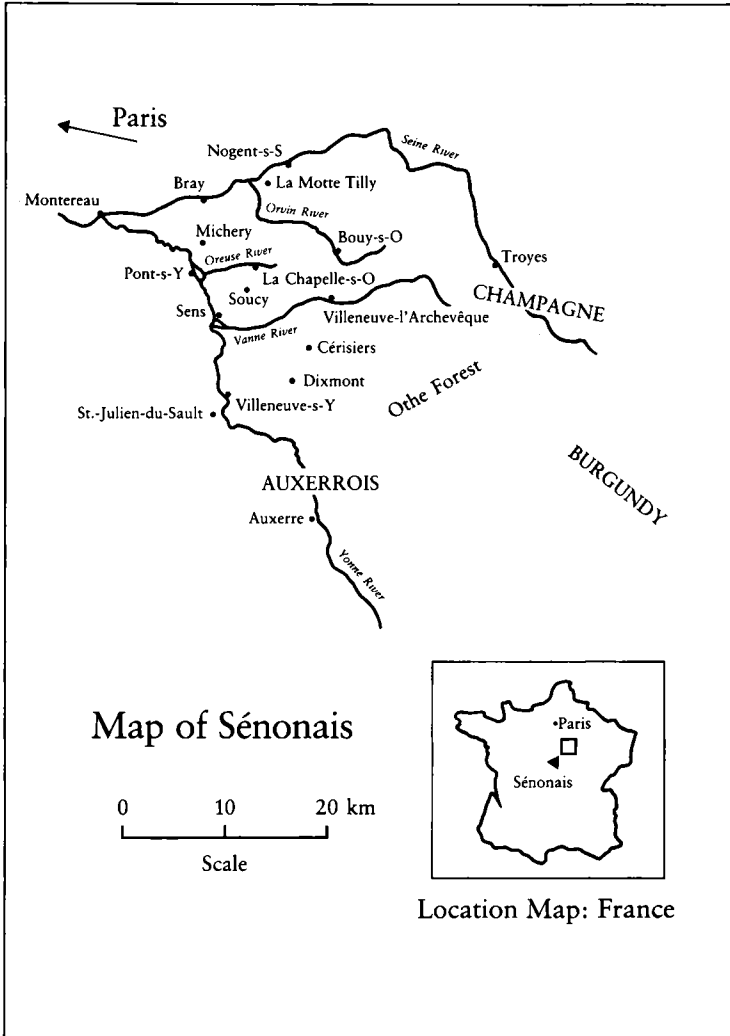 Paris
Seine River
Nogent-s-S
La Motte Tilly
Bray
Montereau
Orvin River
Michery
Bouy-s-O
Oreuse River
Troyes
Pont-s-Y
La Chapelle-s-O
Soucy
CHAMPAGNE
Sens
Villeneuve-l'Archevêque
Vanne River
Cérisiers
Dixmont
Othe Forest
Villeneuve-s-Y
St.-Julien-du-Sault
BURGUNDY
AUXERROIS
Auxerre
Yonne River
Map of Sénonais
0 10 20 km
Scale
Paris
Sénonais
Location Map: France